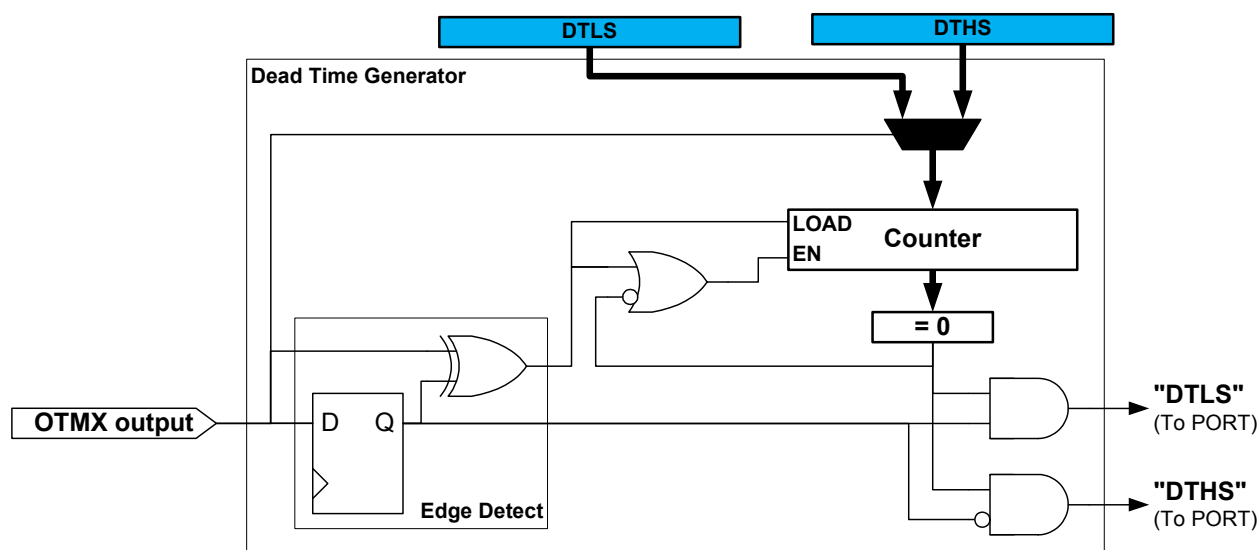 DTLS
DTHS
Dead Time Generator
LOAD
EN
Counter
= 0
OTMX output
D
Q
Edge Detect
"DTLS"
(To PORT)
"DTHS"
(To PORT)